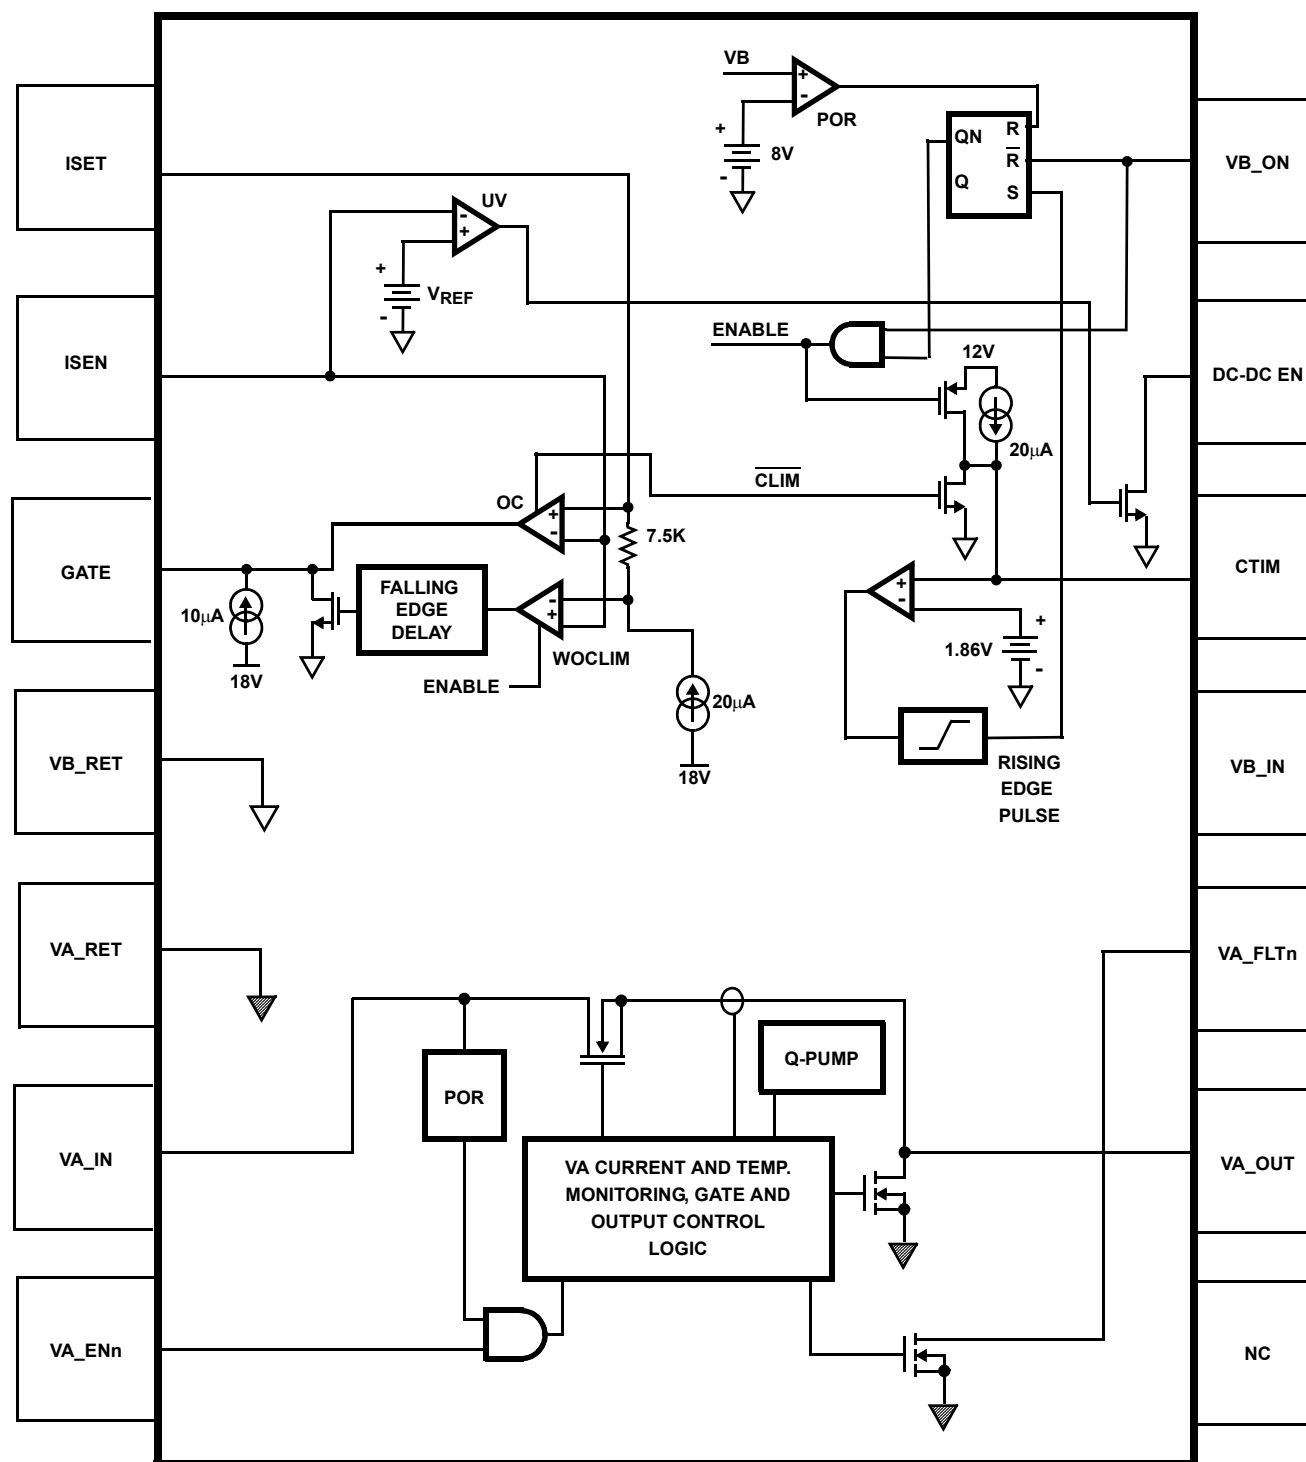 VB
+
-
POR
+
8V
-
QN
R
R
Q
S
ISET
VB_ON
UV
-
+
+
VREF
-
ENABLE
12V
ISEN
DC-DC EN
20µA
CLIM
OC
+
-
7.5K
GATE
CTIM
FALLING
EDGE
DELAY
-
+
10µA
18V
WOCLIM
ENABLE
+
-
+
1.86V
-
20µA
18V
RISING
EDGE
PULSE
VB_RET
VB_IN
VA_RET
VA_FLTn
POR
Q-PUMP
VA_IN
VA CURRENT AND TEMP.
MONITORING, GATE AND
OUTPUT CONTROL
LOGIC
VA_OUT
VA_ENn
NC